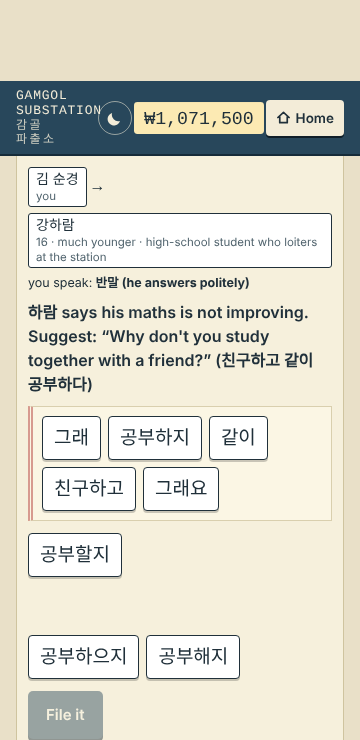 GAMGOL
SUBSTATION
감골
파출소
₩1,071,500
Home
김 순경
you
→
강하람
16 · much younger · high-school student who loiters
at the station
you speak: 반말 (he answers politely)
하람 says his maths is not improving.
Suggest: “Why don't you study
together with a friend?” (친구하고 같이
공부하다)
그래 공부하지 같이
친구하고 그래요
공부할지
공부하으지 공부해지
File it